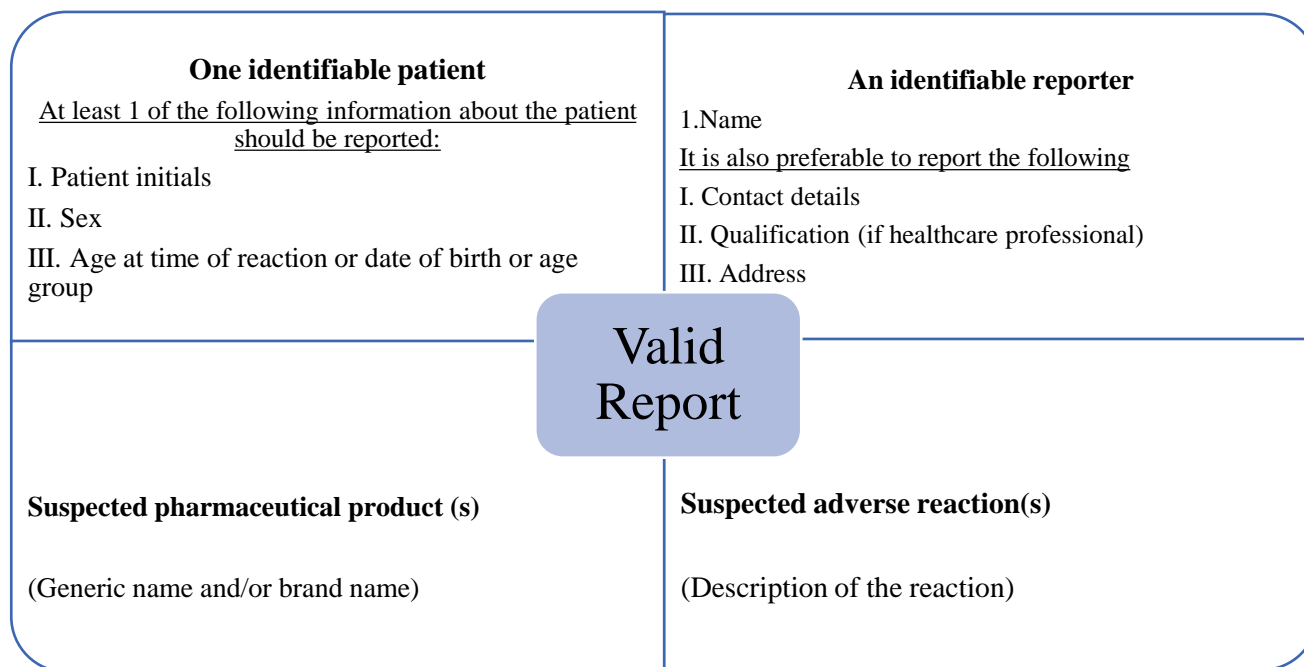 One identifiable patient
At least 1 of the following information about the patient
should be reported:
I. Patient initials
II. Sex
III. Age at time of reaction or date of birth or age
group
An identifiable reporter
1.Name
It is also preferable to report the following
I. Contact details
II. Qualification (if healthcare professional)
III. Address
Valid
Report
Suspected pharmaceutical product (s)
(Generic name and/or brand name)
Suspected adverse reaction(s)
(Description of the reaction)